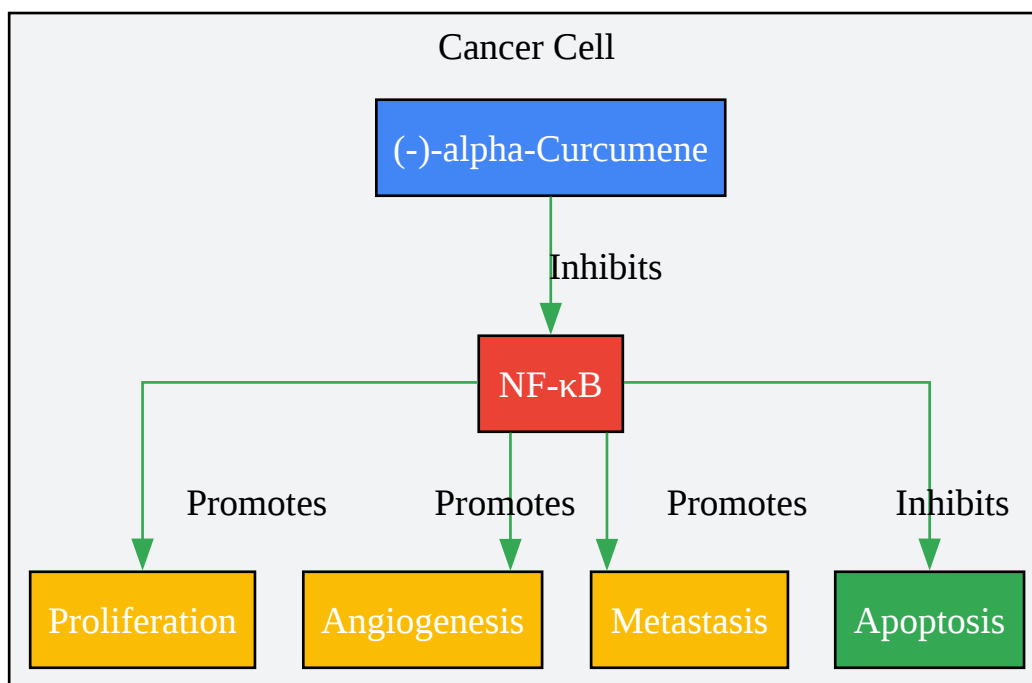 Cancer Cell
(-)-alpha-Curcumene
Inhibits
NF-κB
Promotes
Promotes
Promotes
Inhibits
Proliferation
Angiogenesis
Metastasis
Apoptosis